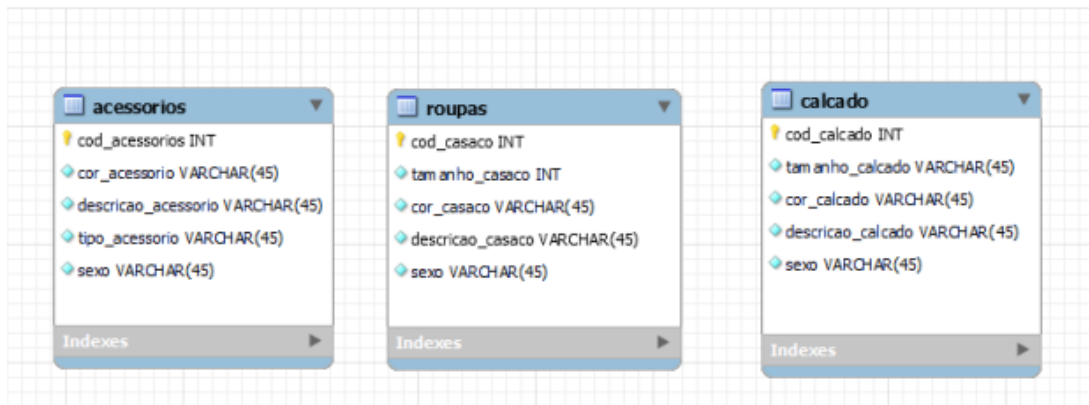 acessorios
cod_acessorios INT
cor_acessorio VARCHAR(45)
descricao_acessorio VARCHAR(45)
tipo_acessorio VARCHAR(45)
sexo VARCHAR(45)
Indexes
roupas
cod_casaco INT
tamanho_casaco INT
cor_casaco VARCHAR(45)
descricao_casaco VARCHAR(45)
sexo VARCHAR(45)
Indexes
calcado
cod_calcado INT
tamanho_calcado VARCHAR(45)
cor_calcado VARCHAR(45)
descricao_calcado VARCHAR(45)
sexo VARCHAR(45)
Indexes